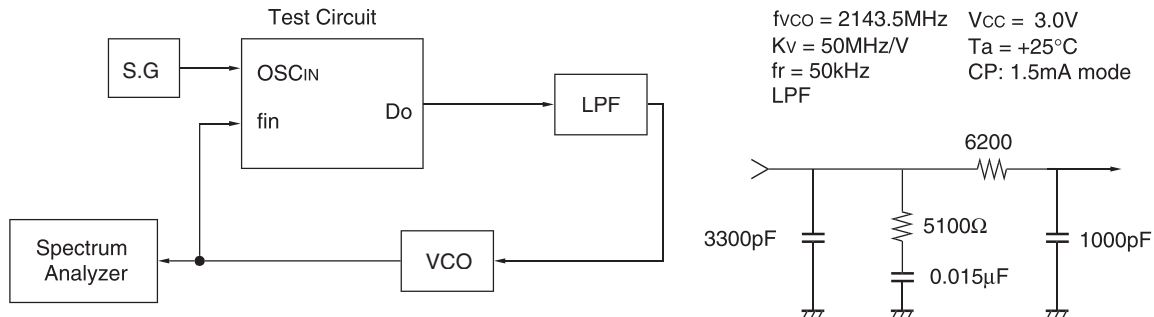 Test Circuit
S.G
OSCIN
fin
Do
LPF
VCO
Spectrum
Analyzer
fVCO = 2143.5MHz
KV = 50MHz/V
fr = 50kHz
LPF
VCC = 3.0V
Ta = +25°C
CP: 1.5mA mode
6200
3300pF
5100Ω
0.015µF
1000pF